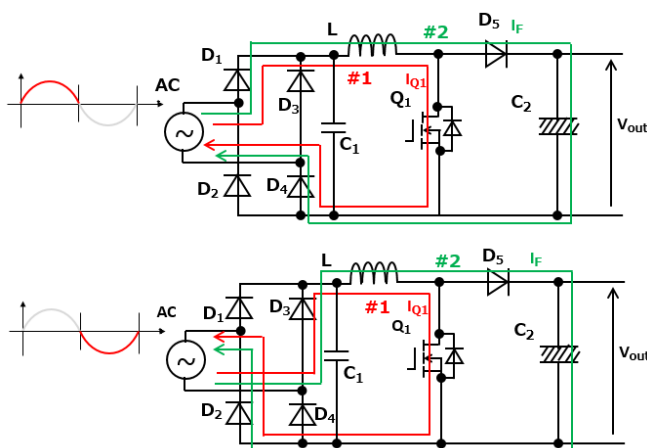 D5 IF
L #2
D1
AC #1 IQ1
D3 Q1 C2
C1 Vout
~
D2 D4
D5 IF
L #2
AC D1 D3 #1 IQ1
Q1 C2
~ C1 Vout
D2 D4